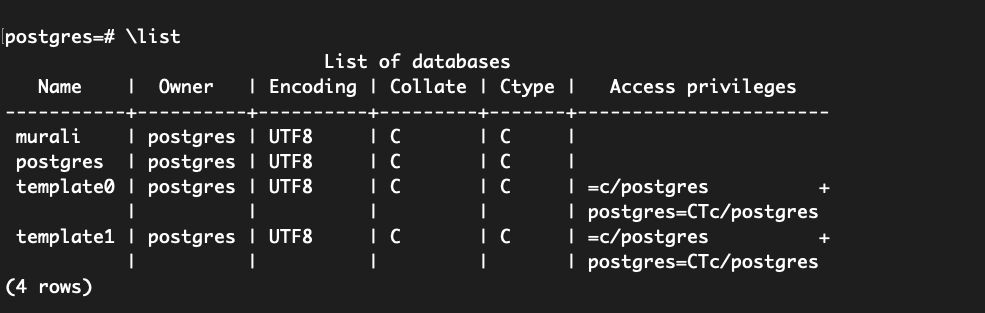 postgres=# \list
                             List of databases
   Name    |  Owner   | Encoding | Collate | Ctype |   Access privileges
-----------+----------+----------+---------+-------+-----------------------
 murali    | postgres | UTF8     | C       | C     |
 postgres  | postgres | UTF8     | C       | C     |
 template0 | postgres | UTF8     | C       | C     | =c/postgres          +
           |          |          |         |       | postgres=CTc/postgres
 template1 | postgres | UTF8     | C       | C     | =c/postgres          +
           |          |          |         |       | postgres=CTc/postgres
(4 rows)